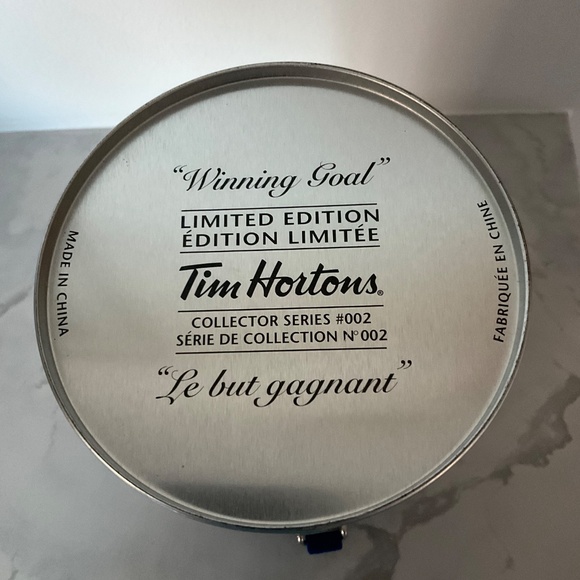 “Winning Goal”
LIMITED EDITION
ÉDITION LIMITÉE
Tim Hortons®
COLLECTOR SERIES #002
SÉRIE DE COLLECTION N° 002
“Le but gagnant”
MADE IN CHINA
FABRIQUÉE EN CHINE